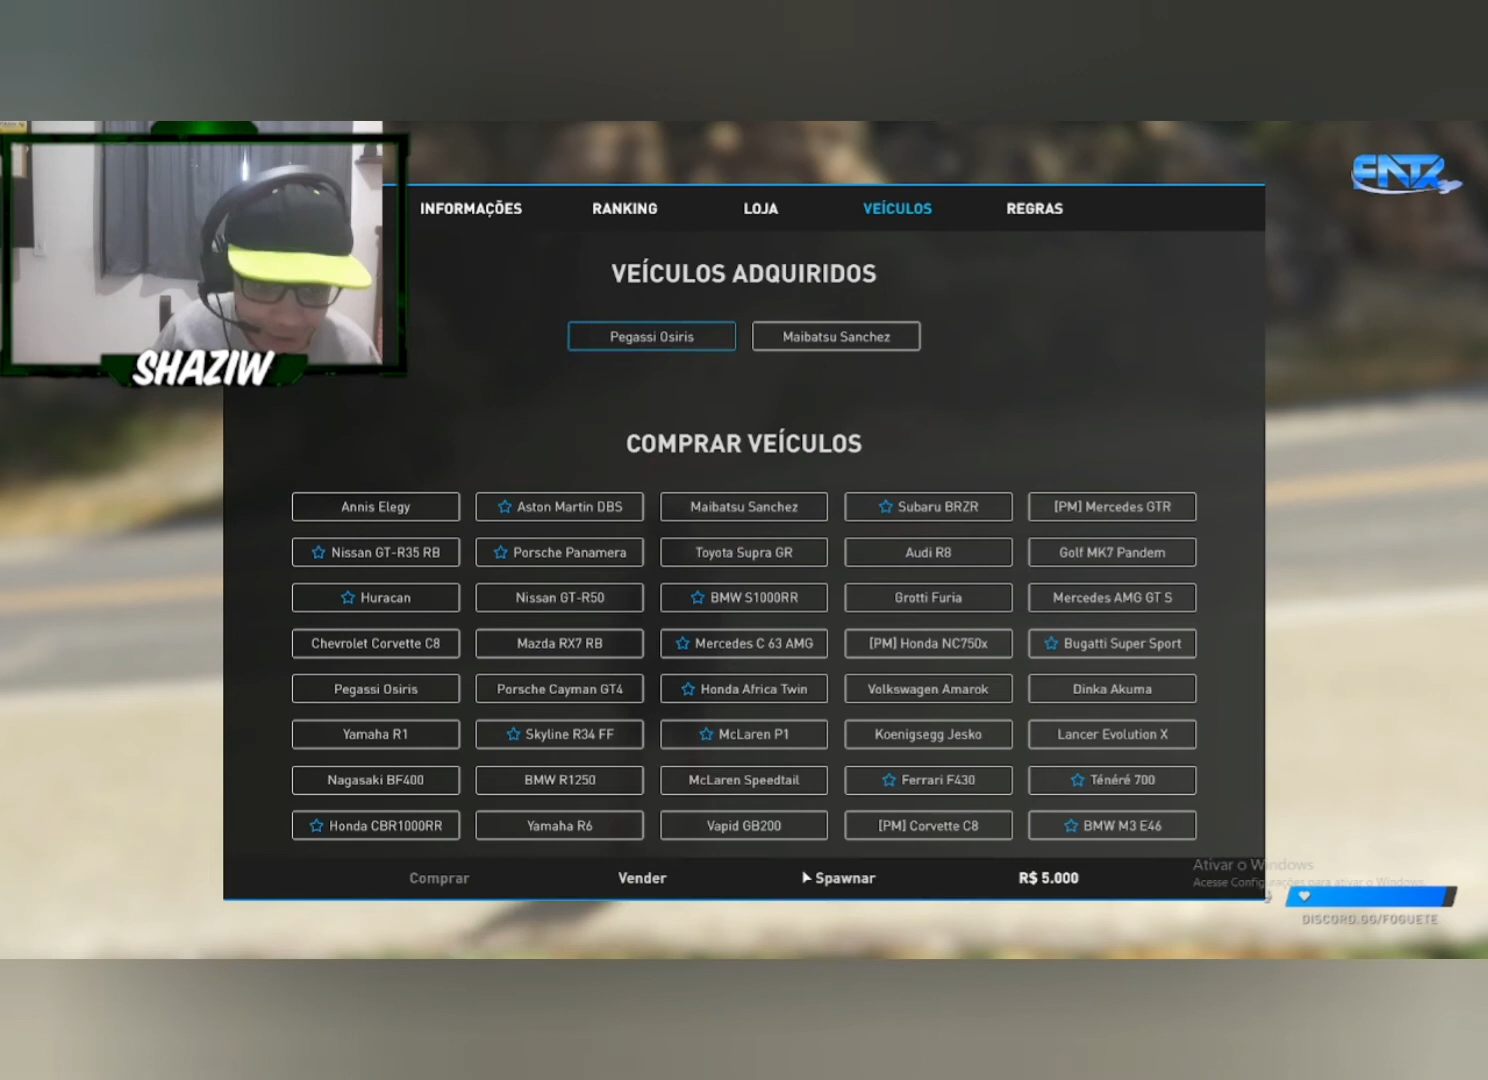 INFORMAÇÕES RANKING LOJA VEÍCULOS REGRAS
FNTX
VEÍCULOS ADQUIRIDOS
Pegassi Osiris Maibatsu Sanchez
SHAZIW
COMPRAR VEÍCULOS
Annis Elegy Aston Martin DBS Maibatsu Sanchez Subaru BRZR [PM] Mercedes GTR
Nissan GT-R35 RB Porsche Panamera Toyota Supra GR Audi R8 Golf MK7 Pandem
Huracan Nissan GT-R50 BMW S1000RR Grotti Furia Mercedes AMG GT S
Chevrolet Corvette C8 Mazda RX7 RB Mercedes C 63 AMG [PM] Honda NC750x Bugatti Super Sport
Pegassi Osiris Porsche Cayman GT4 Honda Africa Twin Volkswagen Amarok Dinka Akuma
Yamaha R1 Skyline R34 FF McLaren P1 Koenigsegg Jesko Lancer Evolution X
Nagasaki BF400 BMW R1250 McLaren Speedtail Ferrari F430 Ténéré 700
Honda CBR1000RR Yamaha R6 Vapid GB200 [PM] Corvette C8 BMW M3 E46
Comprar Vender Spawnar R$ 5.000
Ativar o Windows
Acesse Configurações para ativar o Windows.
DISCORD.GG/FOGUETE